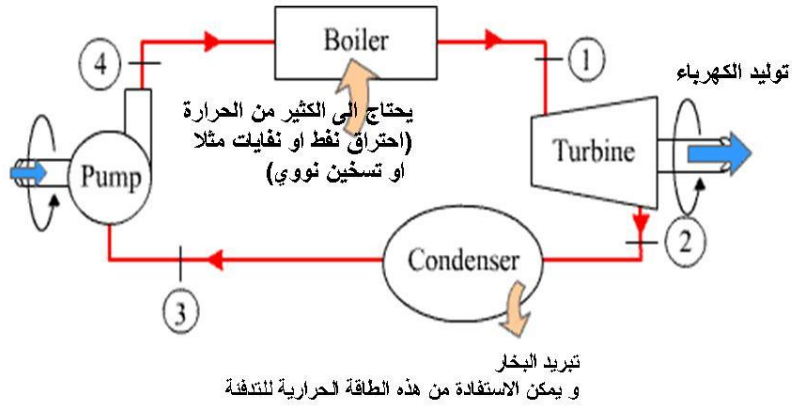 4
Boiler
1
توليد الكهرباء
يحتاج الى الكثير من الحرارة
(احتراق نفط او نفايات مثلا
او تسخين نووي)
Turbine
Pump
2
Condenser
3
تبريد البخار
و يمكن الاستفادة من هذه الطاقة الحرارية للتدفئة